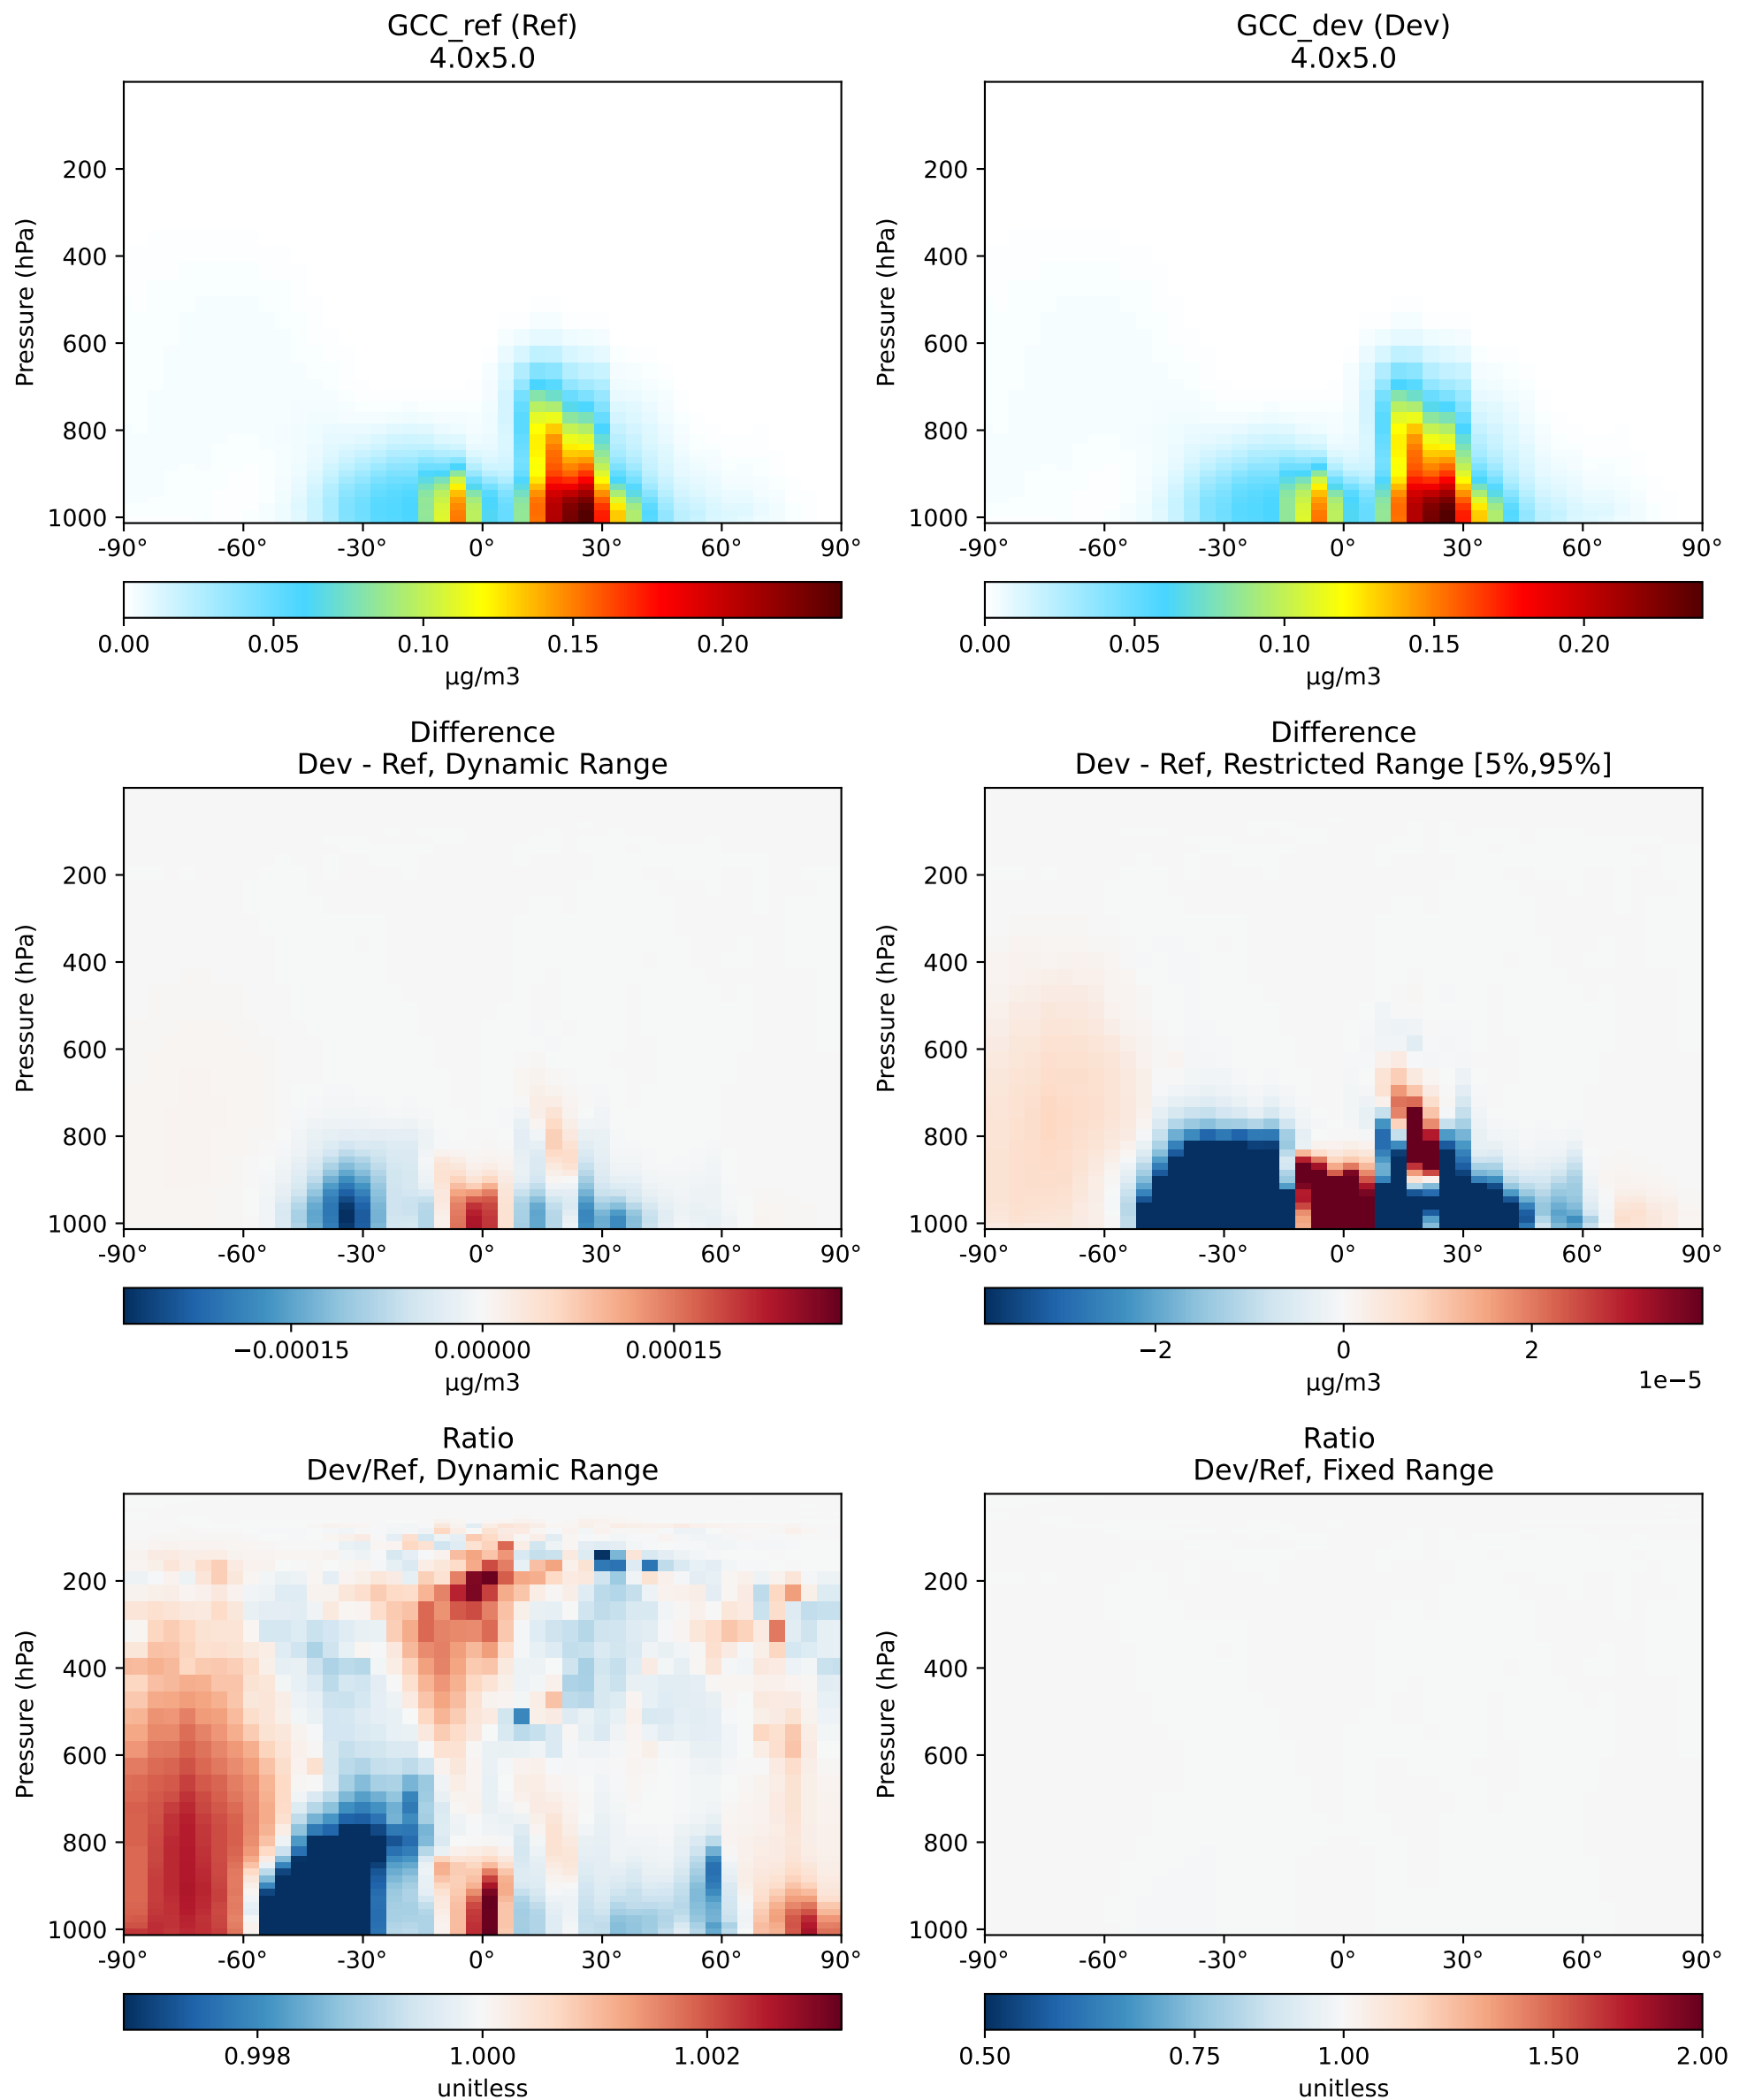 GCC_ref (Ref)
4.0x5.0
GCC_dev (Dev)
4.0x5.0
Pressure (hPa)
200
400
600
800
1000
-90° -60° -30° 0° 30° 60° 90°
0.00 0.05 0.10 0.15 0.20
μg/m3
Pressure (hPa)
200
400
600
800
1000
-90° -60° -30° 0° 30° 60° 90°
0.00 0.05 0.10 0.15 0.20
μg/m3
Difference
Dev - Ref, Dynamic Range
Pressure (hPa)
200
400
600
800
1000
-90° -60° -30° 0° 30° 60° 90°
−0.00015 0.00000 0.00015
μg/m3
Difference
Dev - Ref, Restricted Range [5%,95%]
Pressure (hPa)
200
400
600
800
1000
-90° -60° -30° 0° 30° 60° 90°
−2 0 2
1e−5
μg/m3
Ratio
Dev/Ref, Dynamic Range
Pressure (hPa)
200
400
600
800
1000
-90° -60° -30° 0° 30° 60° 90°
0.998 1.000 1.002
unitless
Ratio
Dev/Ref, Fixed Range
Pressure (hPa)
200
400
600
800
1000
-90° -60° -30° 0° 30° 60° 90°
0.50 0.75 1.00 1.50 2.00
unitless